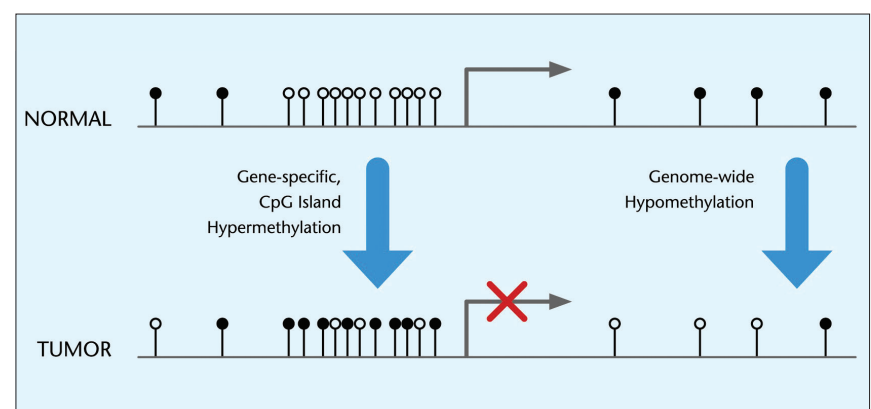 NORMAL
Gene-specific,
CpG Island
Hypermethylation
Genome-wide
Hypomethylation
TUMOR